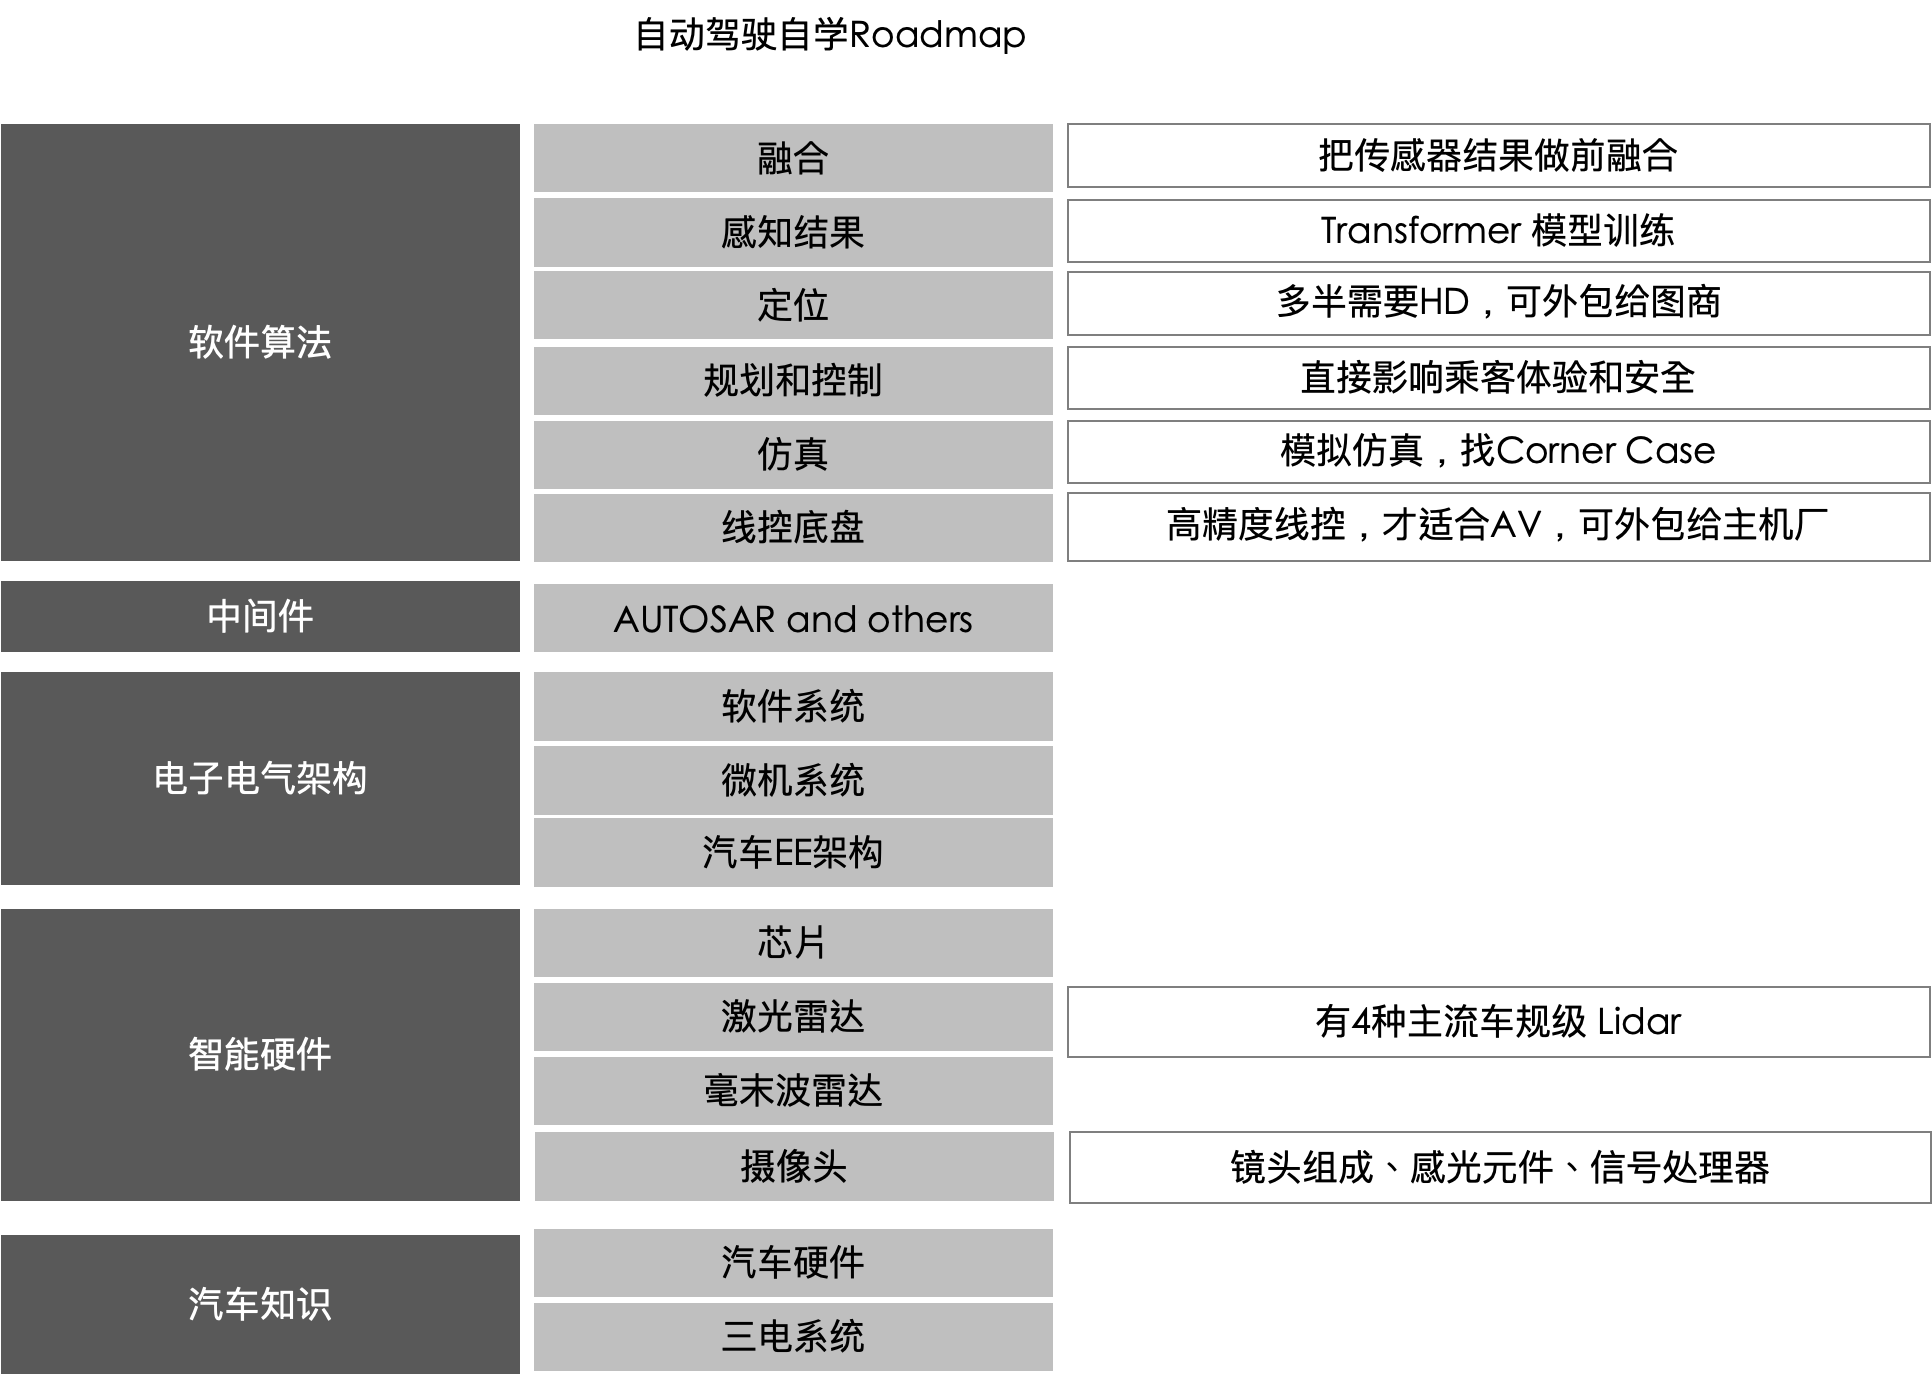 自动驾驶自学Roadmap
软件算法
融合
把传感器结果做前融合
感知结果
Transformer 模型训练
定位
多半需要HD，可外包给图商
规划和控制
直接影响乘客体验和安全
仿真
模拟仿真，找Corner Case
线控底盘
高精度线控，才适合AV，可外包给主机厂
中间件
AUTOSAR and others
电子电气架构
软件系统
微机系统
汽车EE架构
智能硬件
芯片
激光雷达
有4种主流车规级 Lidar
毫末波雷达
摄像头
镜头组成、感光元件、信号处理器
汽车知识
汽车硬件
三电系统